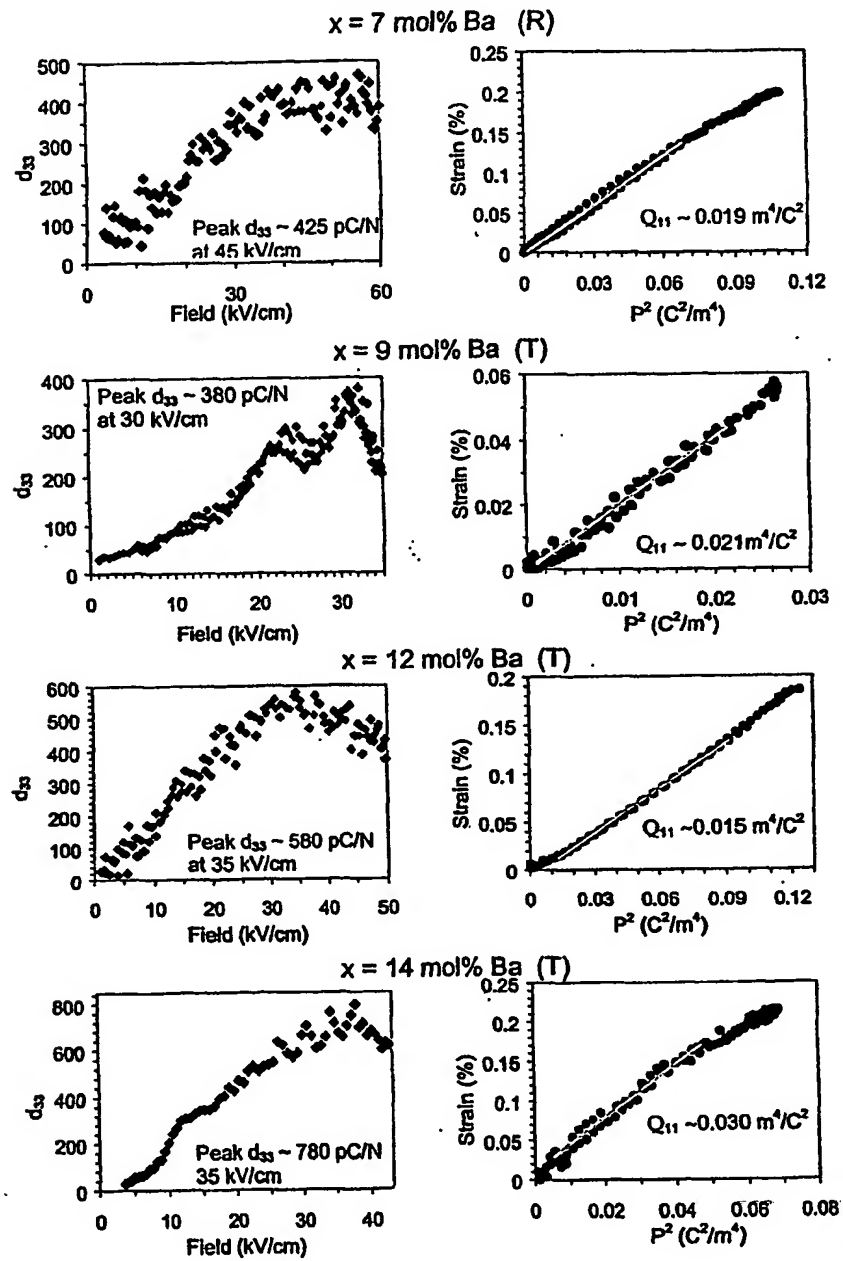 x = 7 mol% Ba (R)
500
400
300
200
100
0
d₃₃
Peak d₃₃ ~ 425 pC/N
at 45 kV/cm
0
30
60
Field (kV/cm)
0.25
0.2
0.15
0.1
0.05
0
Strain (%)
Q₁₁ ~ 0.019 m⁴/C²
0
0.03
0.06
0.09
0.12
P² (C²/m⁴)
x = 9 mol% Ba (T)
400
300
200
100
0
d₃₃
Peak d₃₃ ~ 380 pC/N
at 30 kV/cm
0
10
20
30
Field (kV/cm)
0.06
0.04
0.02
0
Strain (%)
Q₁₁ ~ 0.021m⁴/C²
0
0.01
0.02
0.03
P² (C²/m⁴)
x = 12 mol% Ba (T)
600
500
400
300
200
100
0
d₃₃
Peak d₃₃ ~ 580 pC/N
at 35 kV/cm
0
10
20
30
40
50
Field (kV/cm)
0.2
0.15
0.1
0.05
0
Strain (%)
Q₁₁ ~0.015 m⁴/C²
0
0.03
0.06
0.09
0.12
P² (C²/m⁴)
x = 14 mol% Ba (T)
800
600
400
200
0
d₃₃
Peak d₃₃ ~ 780 pC/N
35 kV/cm
0
10
20
30
40
Field (kV/cm)
0.25
0.2
0.15
0.1
0.05
0
Strain (%)
Q₁₁ ~0.030 m⁴/C²
0
0.02
0.04
0.06
0.08
P² (C²/m⁴)